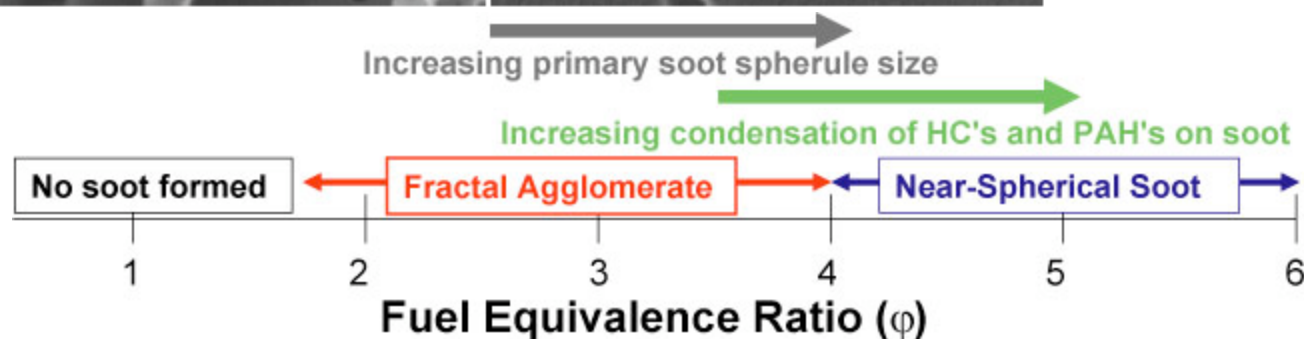 Increasing primary soot spherule size
Increasing condensation of HC's and PAH's on soot
No soot formed
Fractal Agglomerate
Near-Spherical Soot
1 2 3 4 5 6
Fuel Equivalence Ratio (φ)